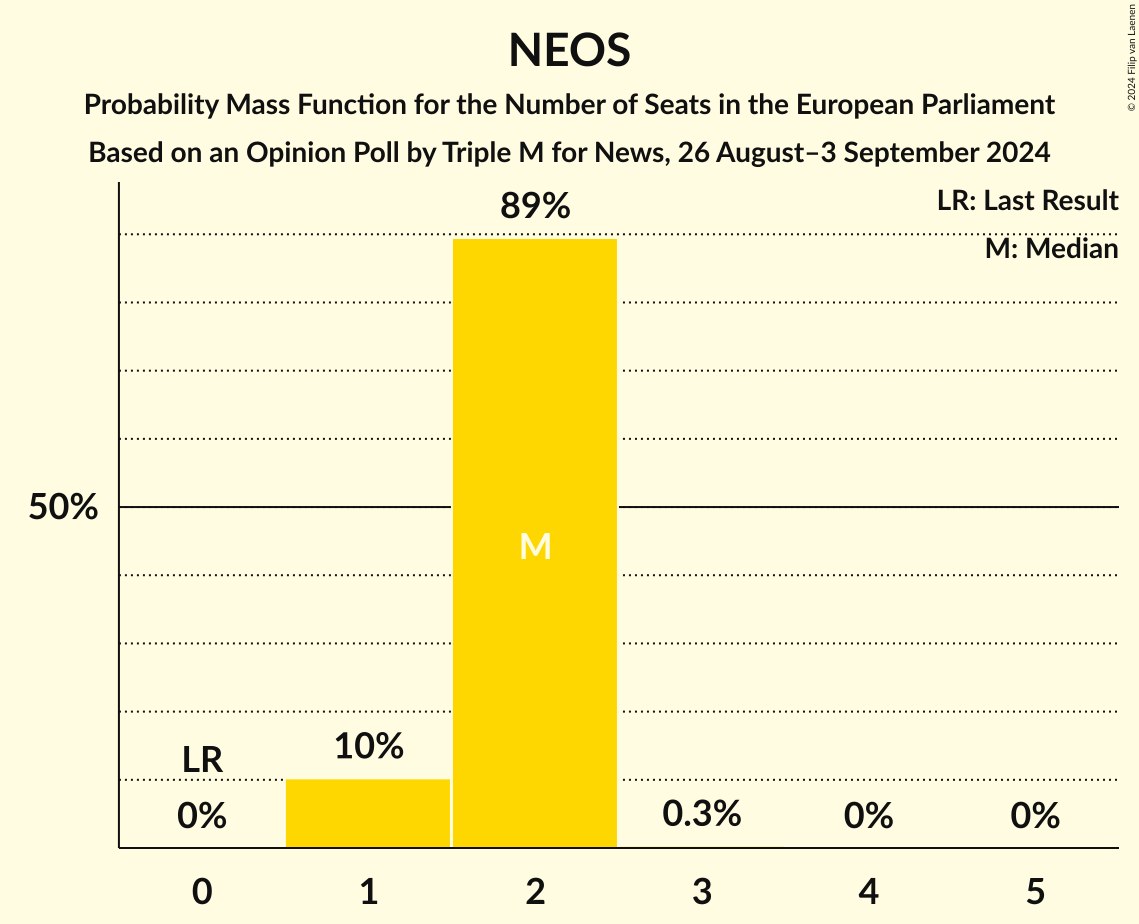 NEOS
Probability Mass Function for the Number of Seats in the European Parliament
Based on an Opinion Poll by Triple M for News, 26 August–3 September 2024
© 2024 Filip van Laenen
LR: Last Result
M: Median
89%
50%
M
LR
10%
0%
0.3%
0%
0%
0 1 2 3 4 5